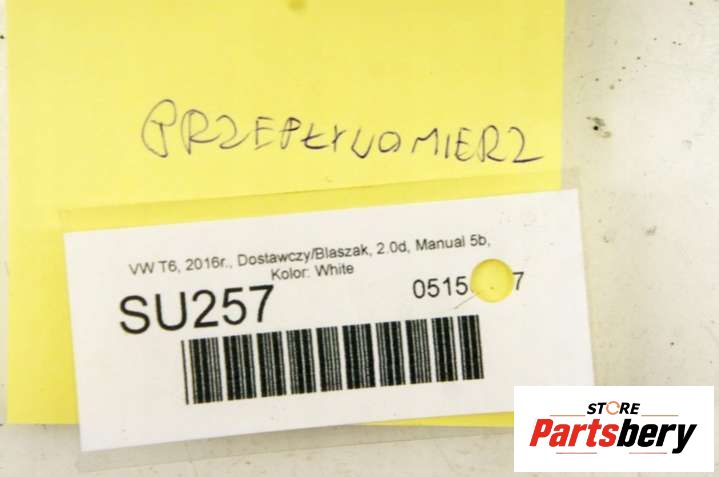 PRZEPŁYWOMIERZ
VW T6, 2016r., Dostawczy/Blaszak, 2.0d, Manual 5b,
Kolor: White
SU257
STORE
Partsbery